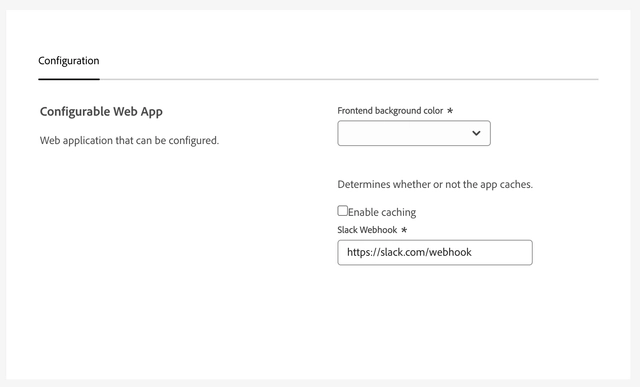 Configuration
Configurable Web App
Web application that can be configured.
Frontend background color *
Determines whether or not the app caches.
Enable caching
Slack Webhook *
https://slack.com/webhook